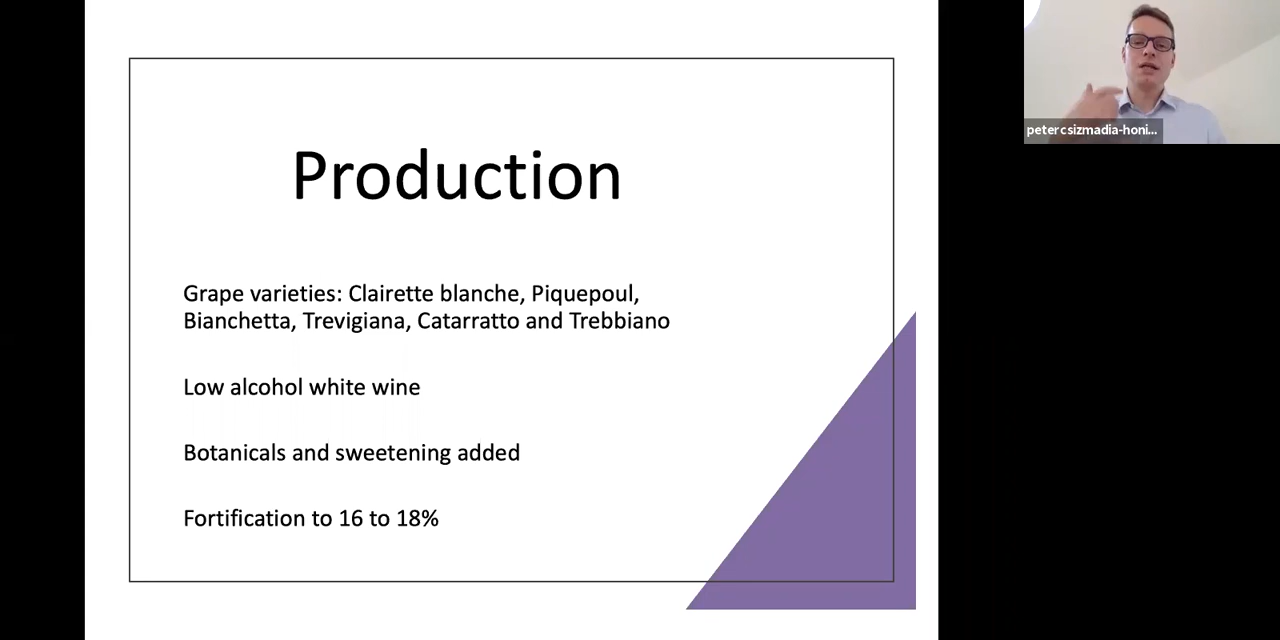 Production
Grape varieties: Clairette blanche, Piquepoul,
Bianchetta, Trevigiana, Catarratto and Trebbiano
Low alcohol white wine
Botanicals and sweetening added
Fortification to 16 to 18%
petercsizmadia-honi...